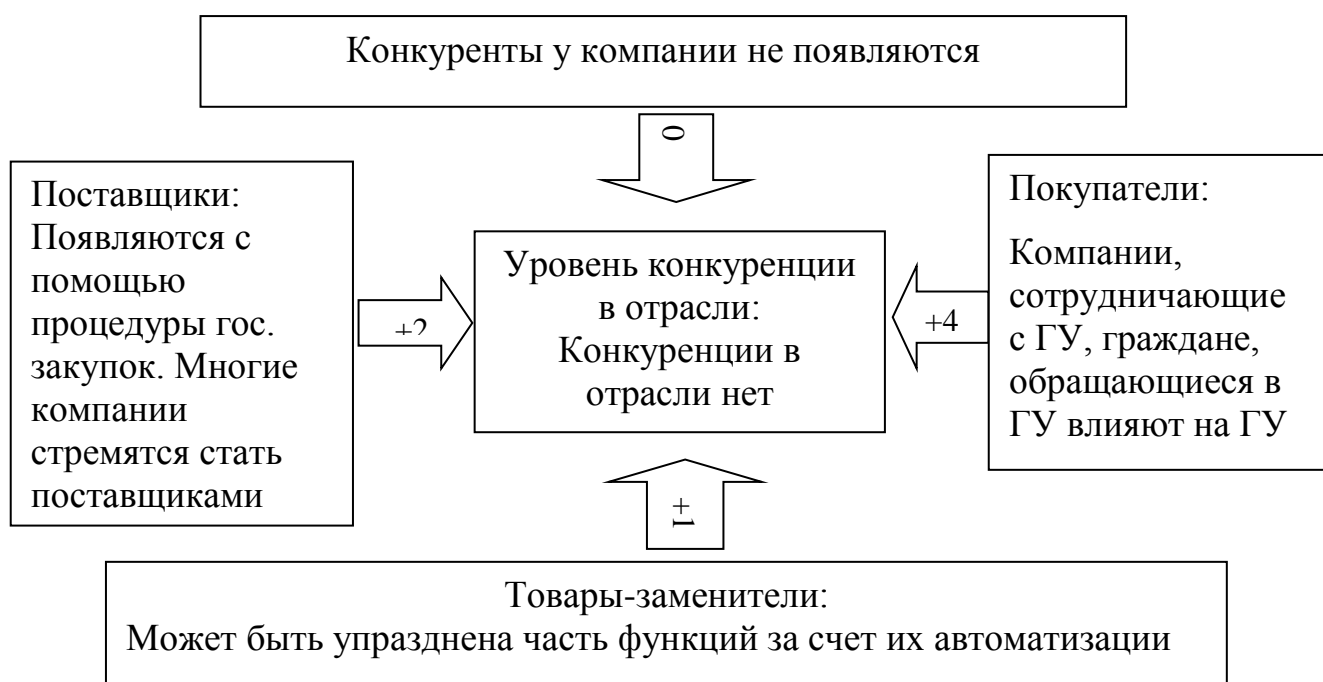 Конкуренты у компании не появляются
0
Поставщики:
Появляются с
помощью
процедуры гос.
закупок. Многие
компании
стремятся стать
поставщиками
+2
Уровень конкуренции
в отрасли:
Конкуренции в
отрасли нет
+4
Покупатели:
Компании,
сотрудничающие
с ГУ, граждане,
обращающиеся в
ГУ влияют на ГУ
+1
Товары-заменители:
Может быть упразднена часть функций за счет их автоматизации